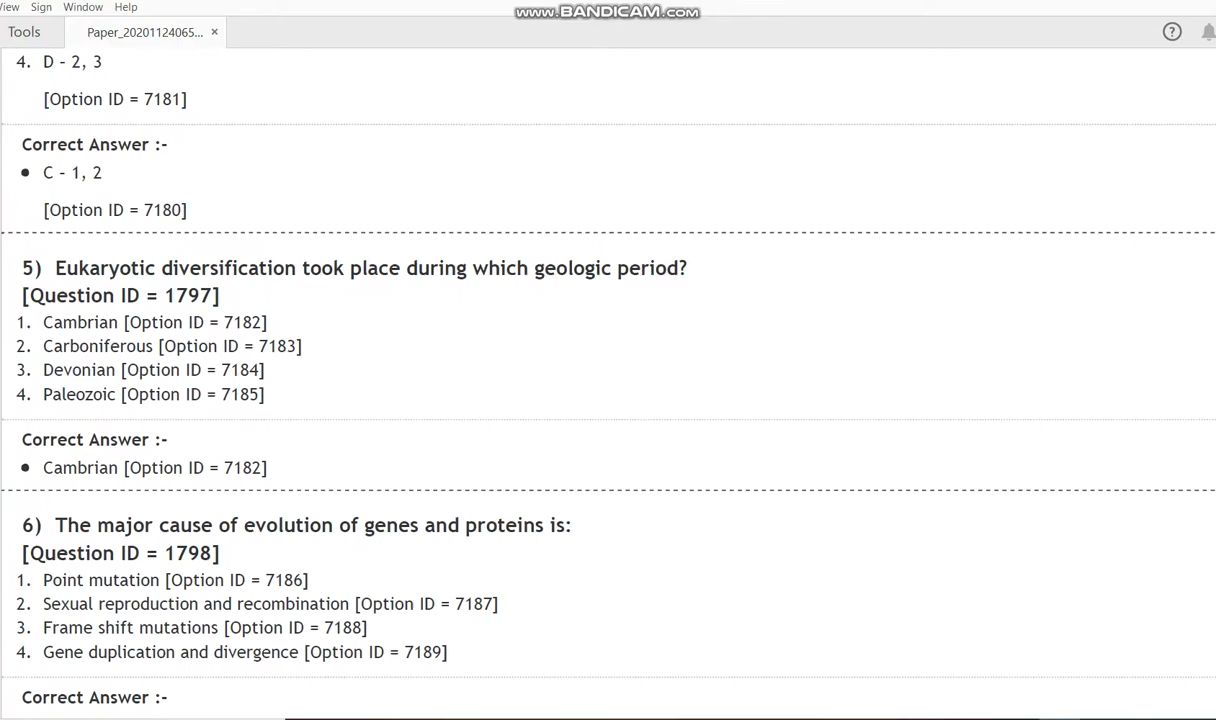 View Sign Window Help
www.BANDICAM.com
Tools Paper_20201124065... ×
?
4. D - 2, 3
[Option ID = 7181]
Correct Answer :-
• C - 1, 2
[Option ID = 7180]
5) Eukaryotic diversification took place during which geologic period?
[Question ID = 1797]
1. Cambrian [Option ID = 7182]
2. Carboniferous [Option ID = 7183]
3. Devonian [Option ID = 7184]
4. Paleozoic [Option ID = 7185]
Correct Answer :-
• Cambrian [Option ID = 7182]
6) The major cause of evolution of genes and proteins is:
[Question ID = 1798]
1. Point mutation [Option ID = 7186]
2. Sexual reproduction and recombination [Option ID = 7187]
3. Frame shift mutations [Option ID = 7188]
4. Gene duplication and divergence [Option ID = 7189]
Correct Answer :-